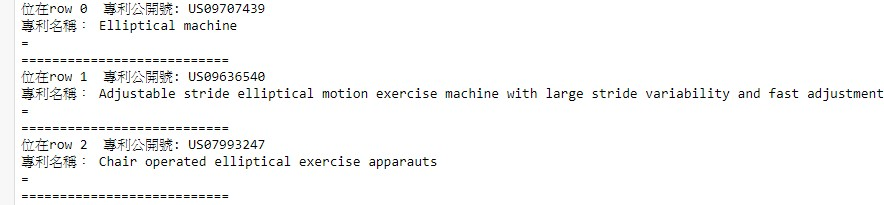 位在row 0  專利公開號: US09707439
專利名稱： Elliptical machine
=
===========================
位在row 1  專利公開號: US09636540
專利名稱： Adjustable stride elliptical motion exercise machine with large stride variability and fast adjustment
=
===========================
位在row 2  專利公開號: US07993247
專利名稱： Chair operated elliptical exercise apparauts
=
===========================